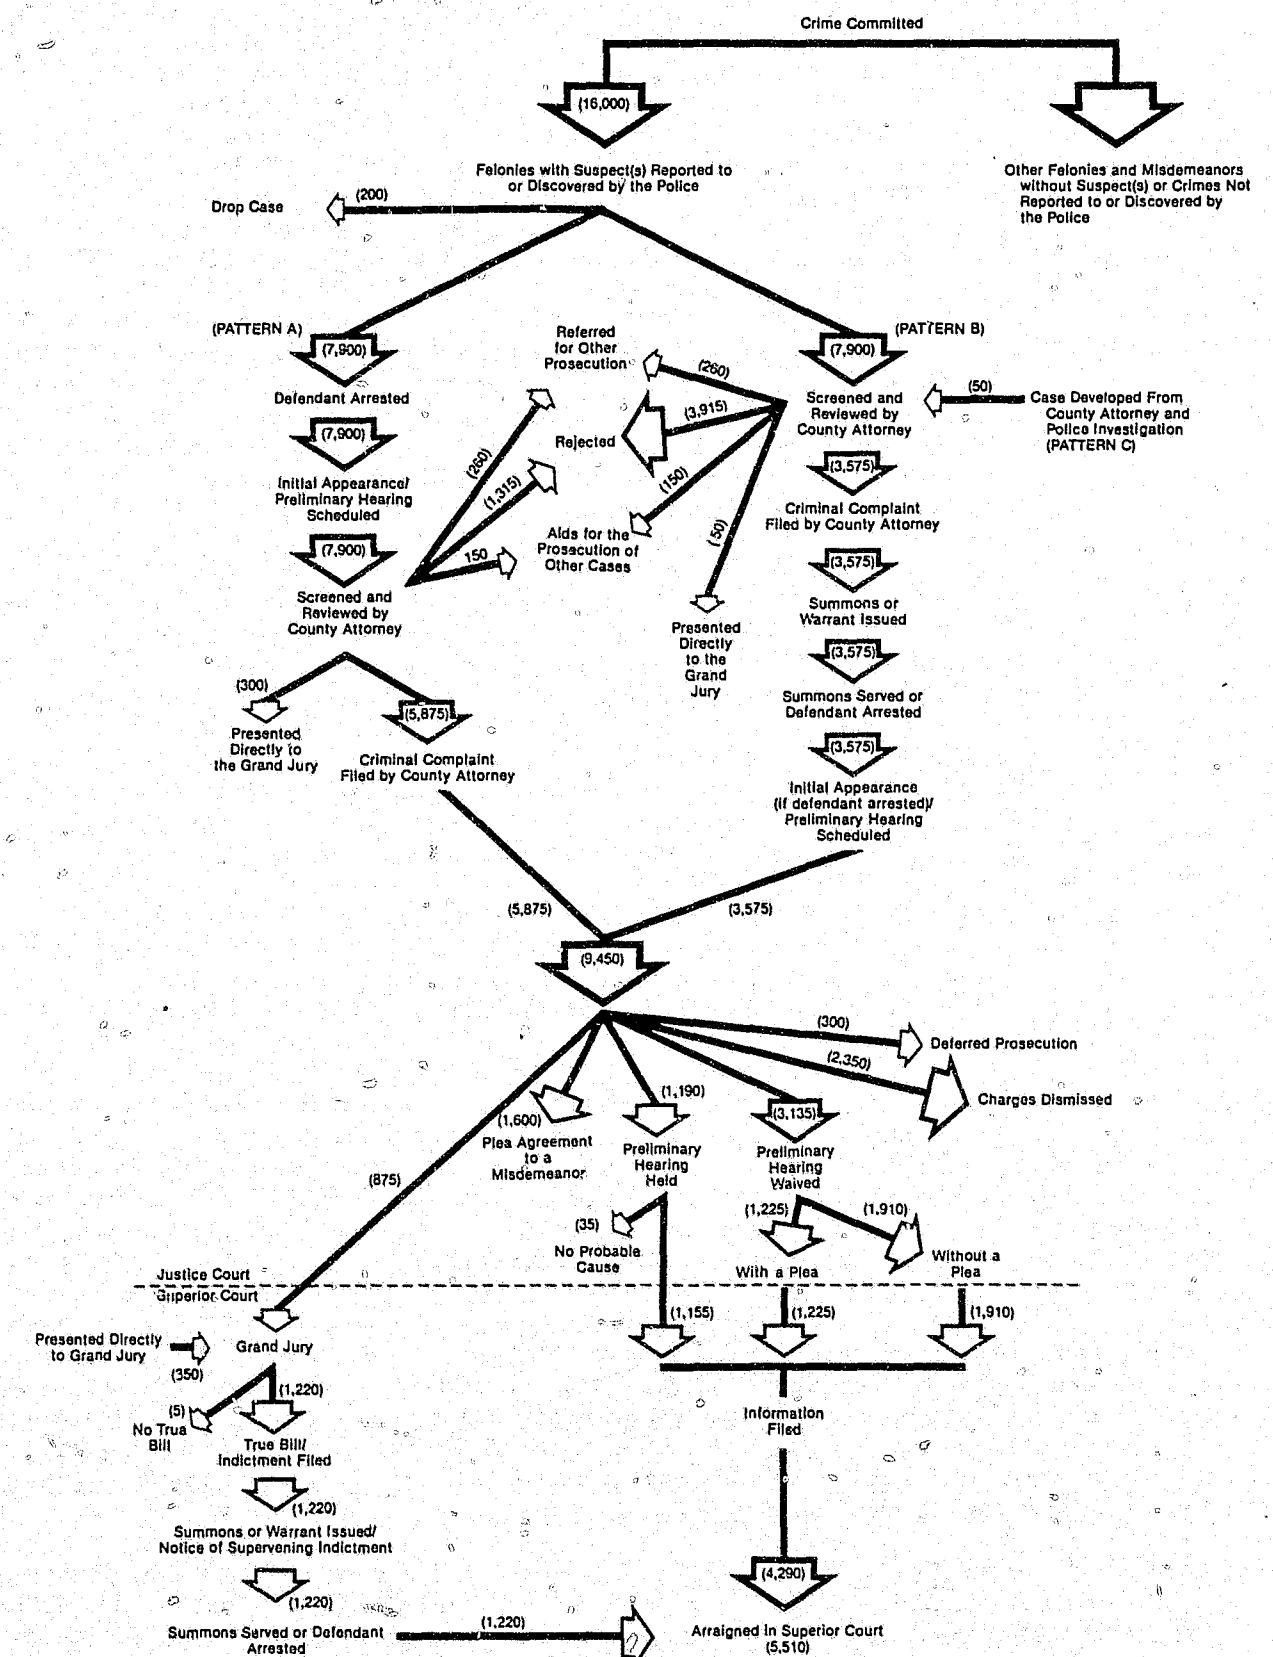 Crime Committed
(16,000)
Felonies with Suspect(s) Reported to
or Discovered by the Police
Other Felonies and Misdemeanors
without Suspect(s) or Crimes Not
Reported to or Discovered by
the Police
(200)
Drop Case
(PATTERN A)
(7,900)
Defendant Arrested
(7,900)
Initial Appearance/
Preliminary Hearing
Scheduled
(7,900)
Screened and
Reviewed by
County Attorney
(260)
(1,315)
150
Referred
for Other
Prosecution
Rejected
Aids for the
Prosecution of
Other Cases
(260)
(3,915)
(150)
(50)
Presented
Directly
to the
Grand
Jury
(PATTERN B)
(7,900)
Screened and
Reviewed by
County Attorney
(50)
Case Developed From
County Attorney and
Police Investigation
(PATTERN C)
(3,575)
Criminal Complaint
Filed by County Attorney
(3,575)
Summons or
Warrant Issued
(3,575)
Summons Served or
Defendant Arrested
(3,575)
Initial Appearance
(if defendant arrested)/
Preliminary Hearing
Scheduled
(300)
Presented
Directly to
the Grand Jury
(5,875)
Criminal Complaint
Filed by County Attorney
(5,875)
(3,575)
(9,450)
(300)
Deferred Prosecution
(2,350)
Charges Dismissed
(875)
(1,600)
Plea Agreement
to a
Misdemeanor
(1,190)
Preliminary
Hearing
Held
(3,135)
Preliminary
Hearing
Waived
(35)
No Probable
Cause
(1,225)
With a Plea
(1,910)
Without a
Plea
Justice Court
Superior Court
(1,155)
(1,225)
(1,910)
Presented Directly
to Grand Jury
(350)
Grand Jury
(5)
No True
Bill
(1,220)
True Bill/
Indictment Filed
(1,220)
Summons or Warrant Issued/
Notice of Supervening Indictment
(1,220)
Summons Served or Defendant
Arrested
(1,220)
Information
Filed
(4,290)
Arraigned in Superior Court
(5,510)